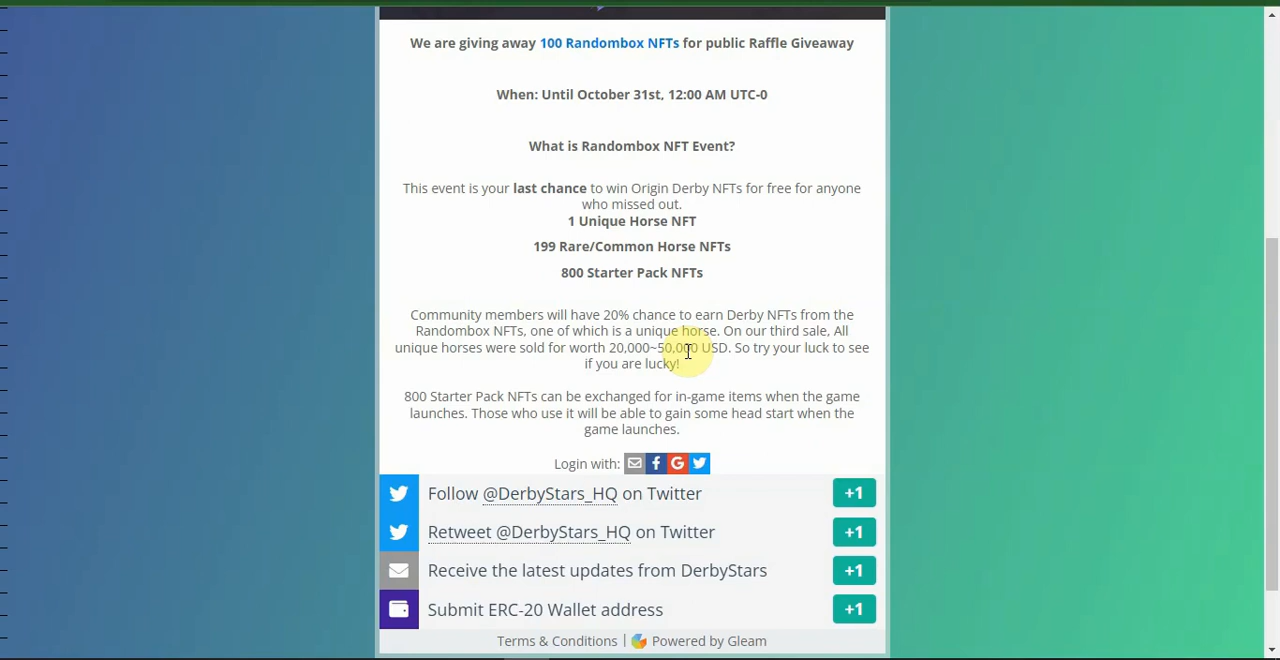 We are giving away 100 Randombox NFTs for public Raffle Giveaway
When: Until October 31st, 12:00 AM UTC-0
What is Randombox NFT Event?
This event is your last chance to win Origin Derby NFTs for free for anyone
who missed out.
1 Unique Horse NFT
199 Rare/Common Horse NFTs
800 Starter Pack NFTs
Community members will have 20% chance to earn Derby NFTs from the
Randombox NFTs, one of which is a unique horse. On our third sale, All
unique horses were sold for worth 20,000~50,000 USD. So try your luck to see
if you are lucky!
800 Starter Pack NFTs can be exchanged for in-game items when the game
launches. Those who use it will be able to gain some head start when the
game launches.
Login with:
Follow @DerbyStars_HQ on Twitter +1
Retweet @DerbyStars_HQ on Twitter +1
Receive the latest updates from DerbyStars +1
Submit ERC-20 Wallet address +1
Terms & Conditions | Powered by Gleam